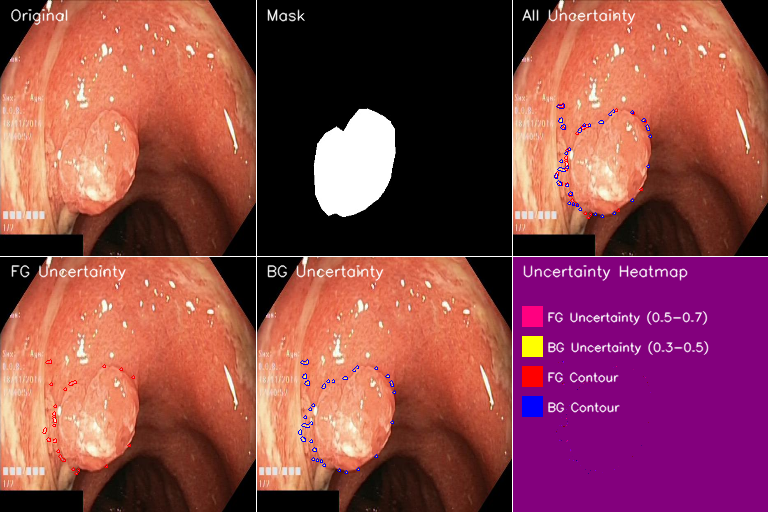 Original
Mask
All Uncertainty
FG Uncertainty
BG Uncertainty
Uncertainty Heatmap
FG Uncertainty (0.5-0.7)
BG Uncertainty (0.3-0.5)
FG Contour
BG Contour